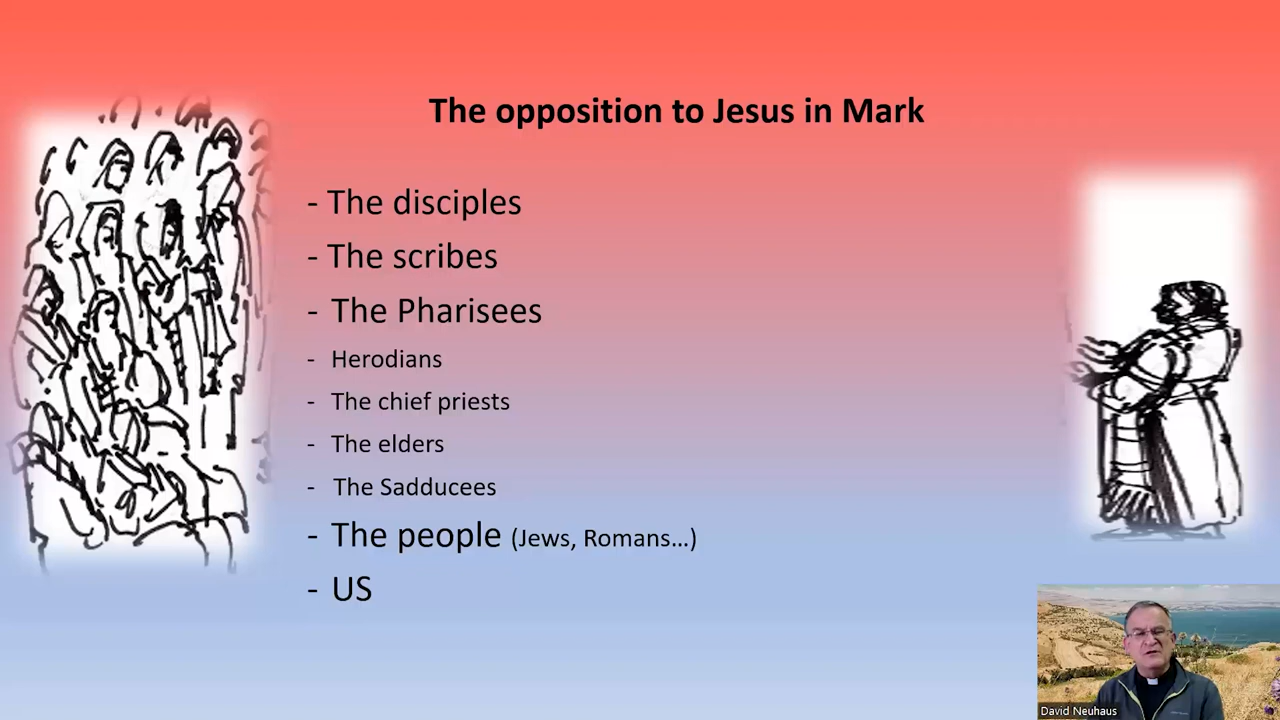 The opposition to Jesus in Mark
- The disciples
- The scribes
- The Pharisees
- Herodians
- The chief priests
- The elders
- The Sadducees
- The people (Jews, Romans…)
- US
David Neuhaus